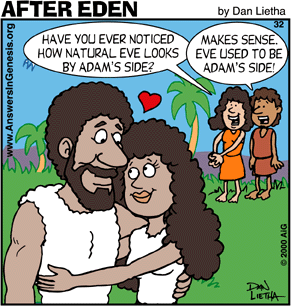 AFTER EDEN
by Dan Lietha
32
HAVE YOU EVER NOTICED
HOW NATURAL EVE LOOKS
BY ADAM'S SIDE?
MAKES SENSE.
EVE USED TO BE
ADAM'S SIDE!
www.AnswersInGenesis.org
© 2000 AiG
DAN
LIETHA